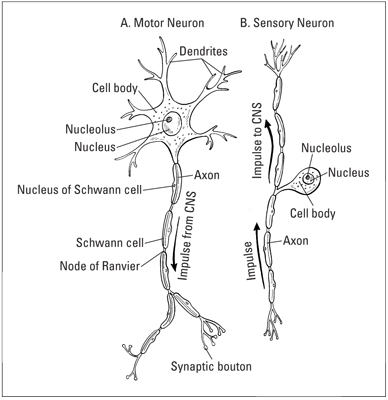 A. Motor Neuron
B. Sensory Neuron
Dendrites
Cell body
Nucleolus
Nucleus
Axon
Nucleus of Schwann cell
Impulse from CNS
Schwann cell
Node of Ranvier
Synaptic bouton
Impulse to CNS
Nucleolus
Nucleus
Cell body
Axon
Impulse